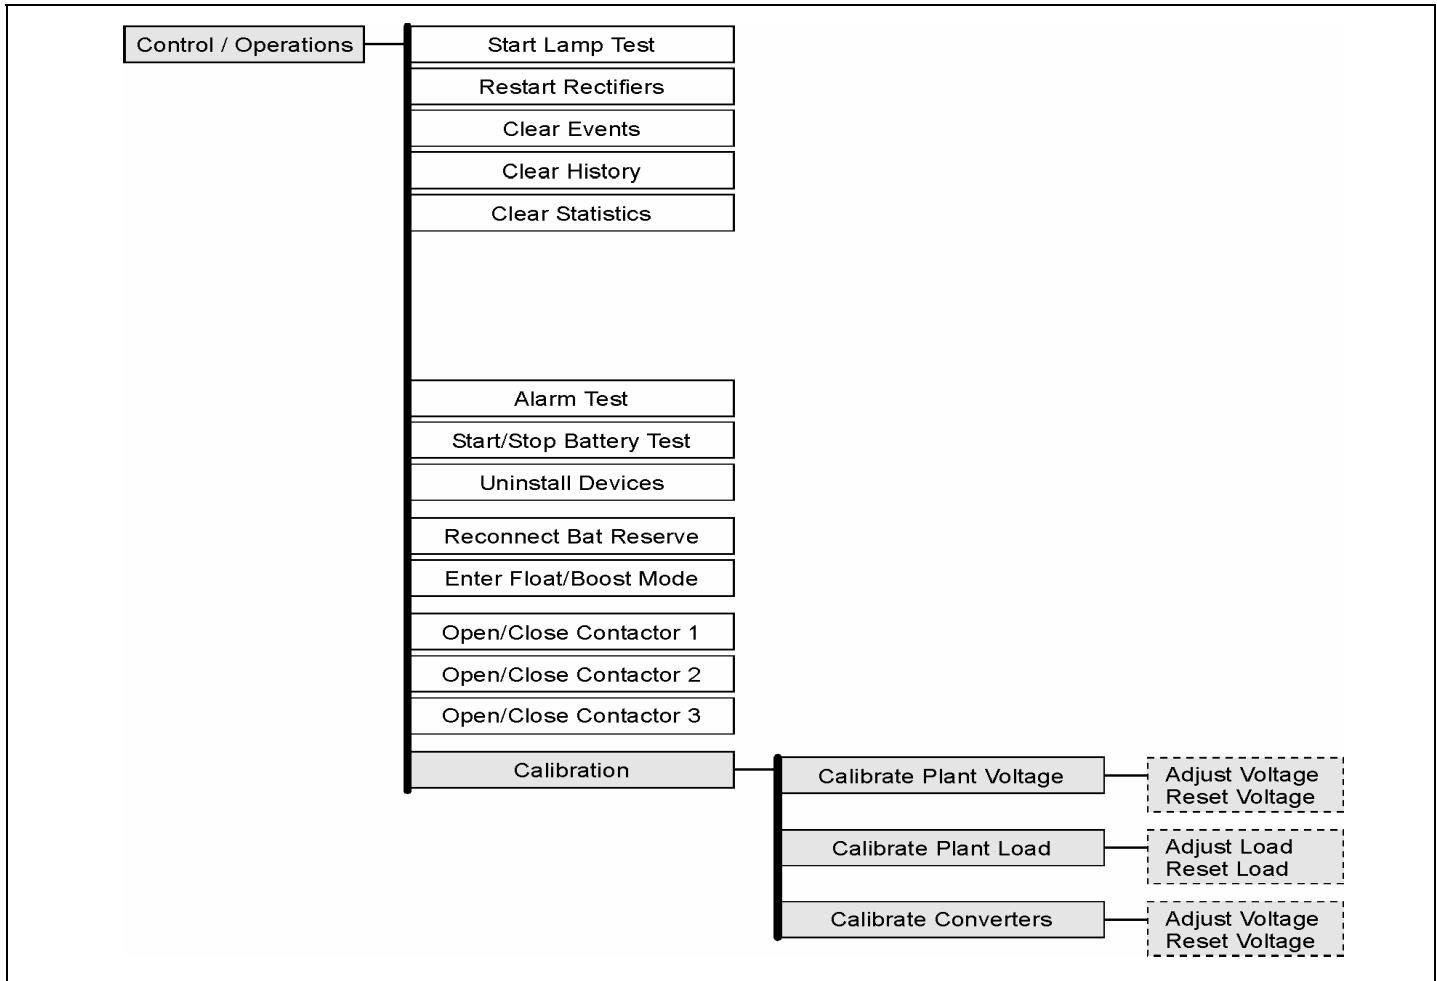 Control / Operations
Start Lamp Test
Restart Rectifiers
Clear Events
Clear History
Clear Statistics
Alarm Test
Start/Stop Battery Test
Uninstall Devices
Reconnect Bat Reserve
Enter Float/Boost Mode
Open/Close Contactor 1
Open/Close Contactor 2
Open/Close Contactor 3
Calibration
Calibrate Plant Voltage
Adjust Voltage
Reset Voltage
Calibrate Plant Load
Adjust Load
Reset Load
Calibrate Converters
Adjust Voltage
Reset Voltage